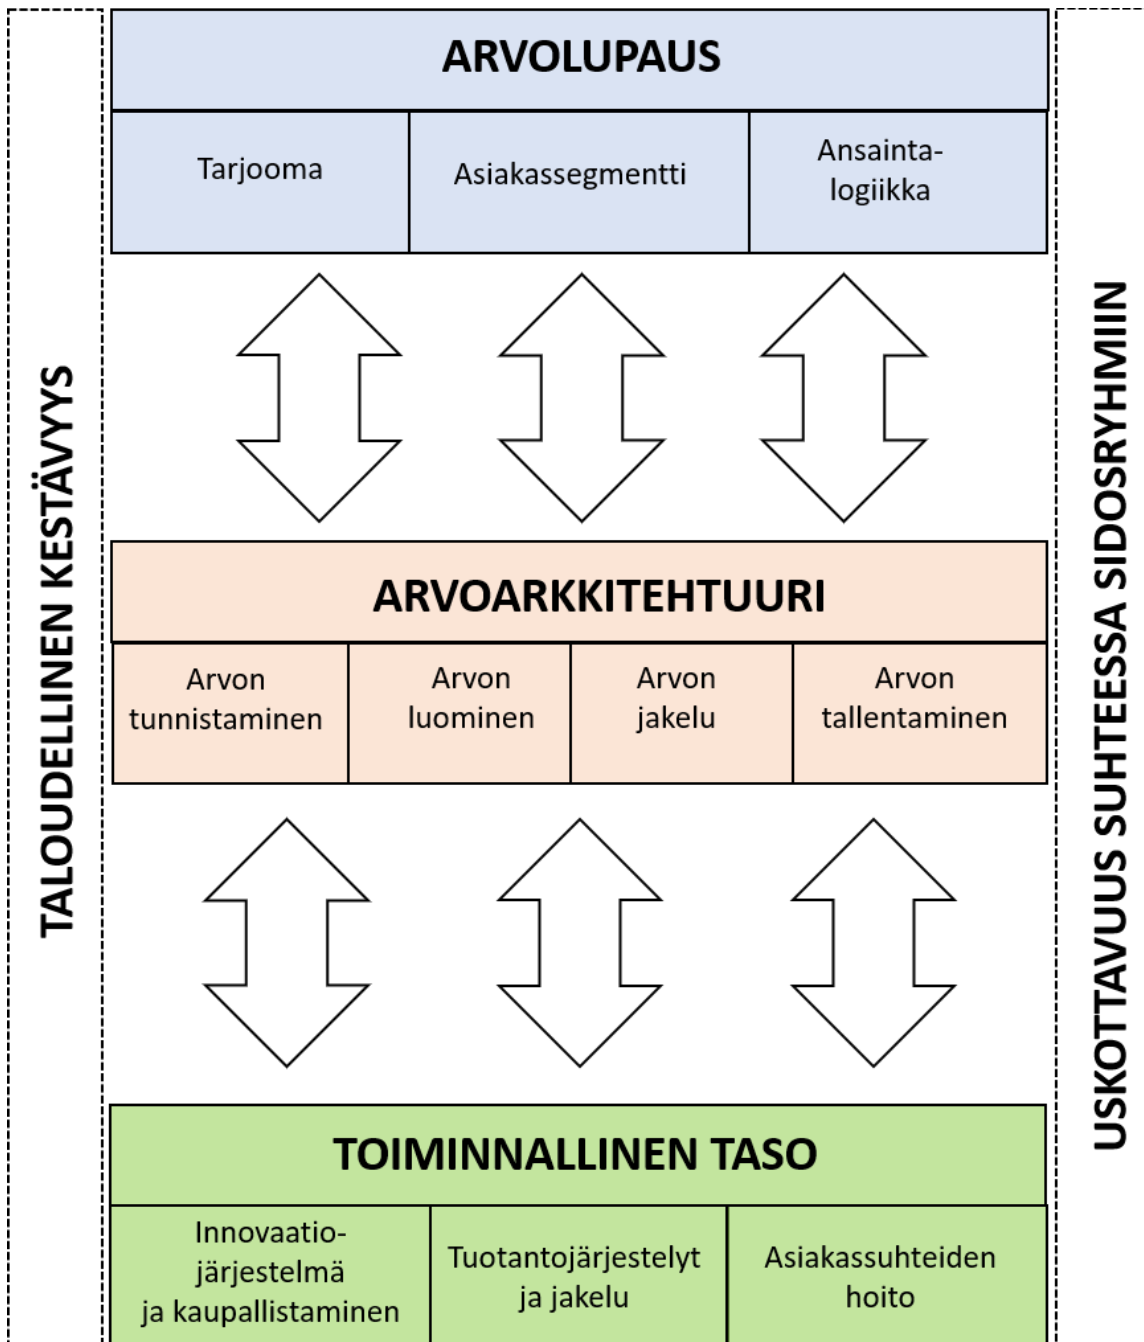 ARVOLUPAUS
Tarjooma
Asiakassegmentti
Ansainta-
logiikka
TALOUDELLINEN KESTÄVYYS
USKOTTAVUUS SUHTEESSA SIDOSRYHMIIN
ARVOARKKITEHTUURI
Arvon
tunnistaminen
Arvon
luominen
Arvon
jakelu
Arvon
tallentaminen
TOIMINNALLINEN TASO
Innovaatio-
järjestelmä
ja kaupallistaminen
Tuotantojärjestelyt
ja jakelu
Asiakassuhteiden
hoito